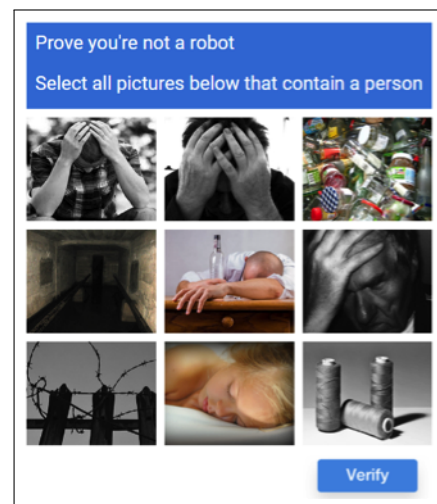 Prove you're not a robot
Select all pictures below that contain a person
Verify